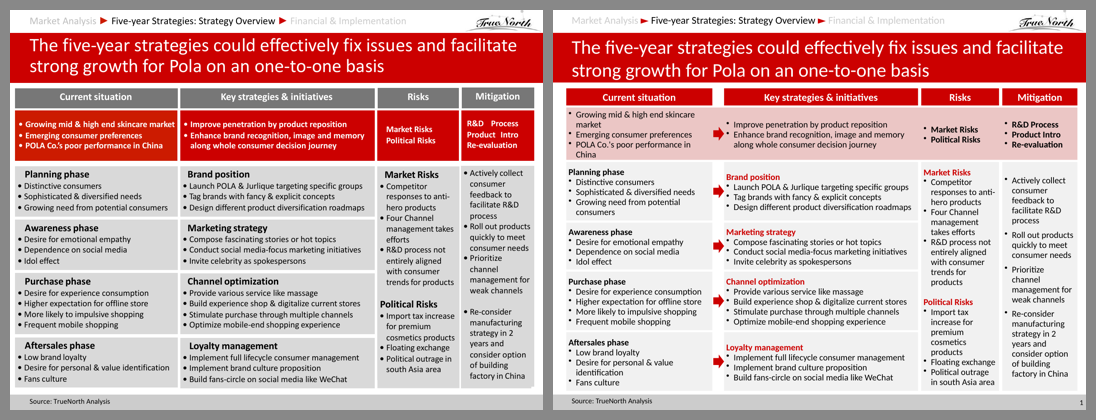 Market Analysis ► Five-year Strategies: Strategy Overview ► Financial & Implementation
TrueNorth
The five-year strategies could effectively fix issues and facilitate
strong growth for Pola on an one-to-one basis
Current situation
Key strategies & initiatives
Risks
Mitigation
• Growing mid & high end skincare market
• Emerging consumer preferences
• POLA Co.'s poor performance in
China
• Improve penetration by product reposition
• Enhance brand recognition, image and memory
along whole consumer decision journey
Market Risks
Political Risks
R&D Process
Product Intro
Re-evaluation
Planning phase
• Distinctive consumers
• Sophisticated & diversified needs
• Growing need from potential consumers
Brand position
• Launch POLA & Jurlique targeting specific groups
• Tag brands with fancy & explicit concepts
• Design different product diversification roadmaps
Awareness phase
• Desire for emotional empathy
• Dependence on social media
• Idol effect
Marketing strategy
• Compose fascinating stories or hot topics
• Conduct social media-focus marketing initiatives
• Invite celebrity as spokespersons
Purchase phase
• Desire for experience consumption
• Higher expectation for offline store
• More likely to impulsive shopping
• Frequent mobile shopping
Channel optimization
• Provide various service like massage
• Build experience shop & digitalize current stores
• Stimulate purchase through multiple channels
• Optimize mobile-end shopping experience
Aftersales phase
• Low brand loyalty
• Desire for personal & value identification
• Fans culture
Loyalty management
• Implement full lifecycle consumer management
• Implement brand culture proposition
• Build fans-circle on social media like WeChat
Market Risks
• Competitor
responses to anti-
hero products
• Four Channel
management takes
efforts
• R&D process not
entirely aligned
with consumer
trends for products
Political Risks
• Import tax increase
for premium
cosmetics products
• Floating exchange
• Political outrage in
south Asia area
• Actively collect
consumer
feedback to
facilitate R&D
process
• Roll out products
quickly to meet
consumer needs
• Prioritize
channel
management for
weak channels
• Re-consider
manufacturing
strategy in 2
years and
consider option
of building
factory in China
Source: TrueNorth Analysis
Market Analysis ► Five-year Strategies: Strategy Overview ► Financial & Implementation
TrueNorth
The five-year strategies could effectively fix issues and facilitate
strong growth for Pola on an one-to-one basis
Current situation
Key strategies & initiatives
Risks
Mitigation
• Growing mid & high end skincare
market
• Emerging consumer preferences
• POLA Co.'s poor performance in
China
• Improve penetration by product reposition
• Enhance brand recognition, image and memory
along whole consumer decision journey
• Market Risks
• Political Risks
• R&D Process
• Product Intro
• Re-evaluation
Planning phase
• Distinctive consumers
• Sophisticated & diversified needs
• Growing need from potential
consumers
Brand position
• Launch POLA & Jurlique targeting specific groups
• Tag brands with fancy & explicit concepts
• Design different product diversification roadmaps
Awareness phase
• Desire for emotional empathy
• Dependence on social media
• Idol effect
Marketing strategy
• Compose fascinating stories or hot topics
• Conduct social media-focus marketing initiatives
• Invite celebrity as spokespersons
Purchase phase
• Desire for experience consumption
• Higher expectation for offline store
• More likely to impulsive shopping
• Frequent mobile shopping
Channel optimization
• Provide various service like massage
• Build experience shop & digitalize current stores
• Stimulate purchase through multiple channels
• Optimize mobile-end shopping experience
Aftersales phase
• Low brand loyalty
• Desire for personal & value
identification
• Fans culture
Loyalty management
• Implement full lifecycle consumer management
• Implement brand culture proposition
• Build fans-circle on social media like WeChat
Market Risks
• Competitor
responses to anti-
hero products
• Four Channel
management
takes efforts
• R&D process not
entirely aligned
with consumer
trends for
products
Political Risks
• Import tax
increase for
premium
cosmetics
products
• Floating exchange
• Political outrage
in south Asia area
• Actively collect
consumer
feedback to
facilitate R&D
process
• Roll out products
quickly to meet
consumer needs
• Prioritize
channel
management for
weak channels
• Re-consider
manufacturing
strategy in 2
years and
consider option
of building
factory in China
Source: TrueNorth Analysis
1